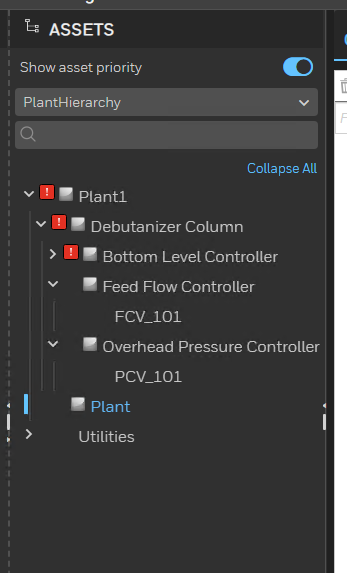 ASSETS
Show asset priority
PlantHierarchy
Collapse All
! Plant1
! Debutanizer Column
! Bottom Level Controller
Feed Flow Controller
FCV_101
Overhead Pressure Controller
PCV_101
Plant
Utilities